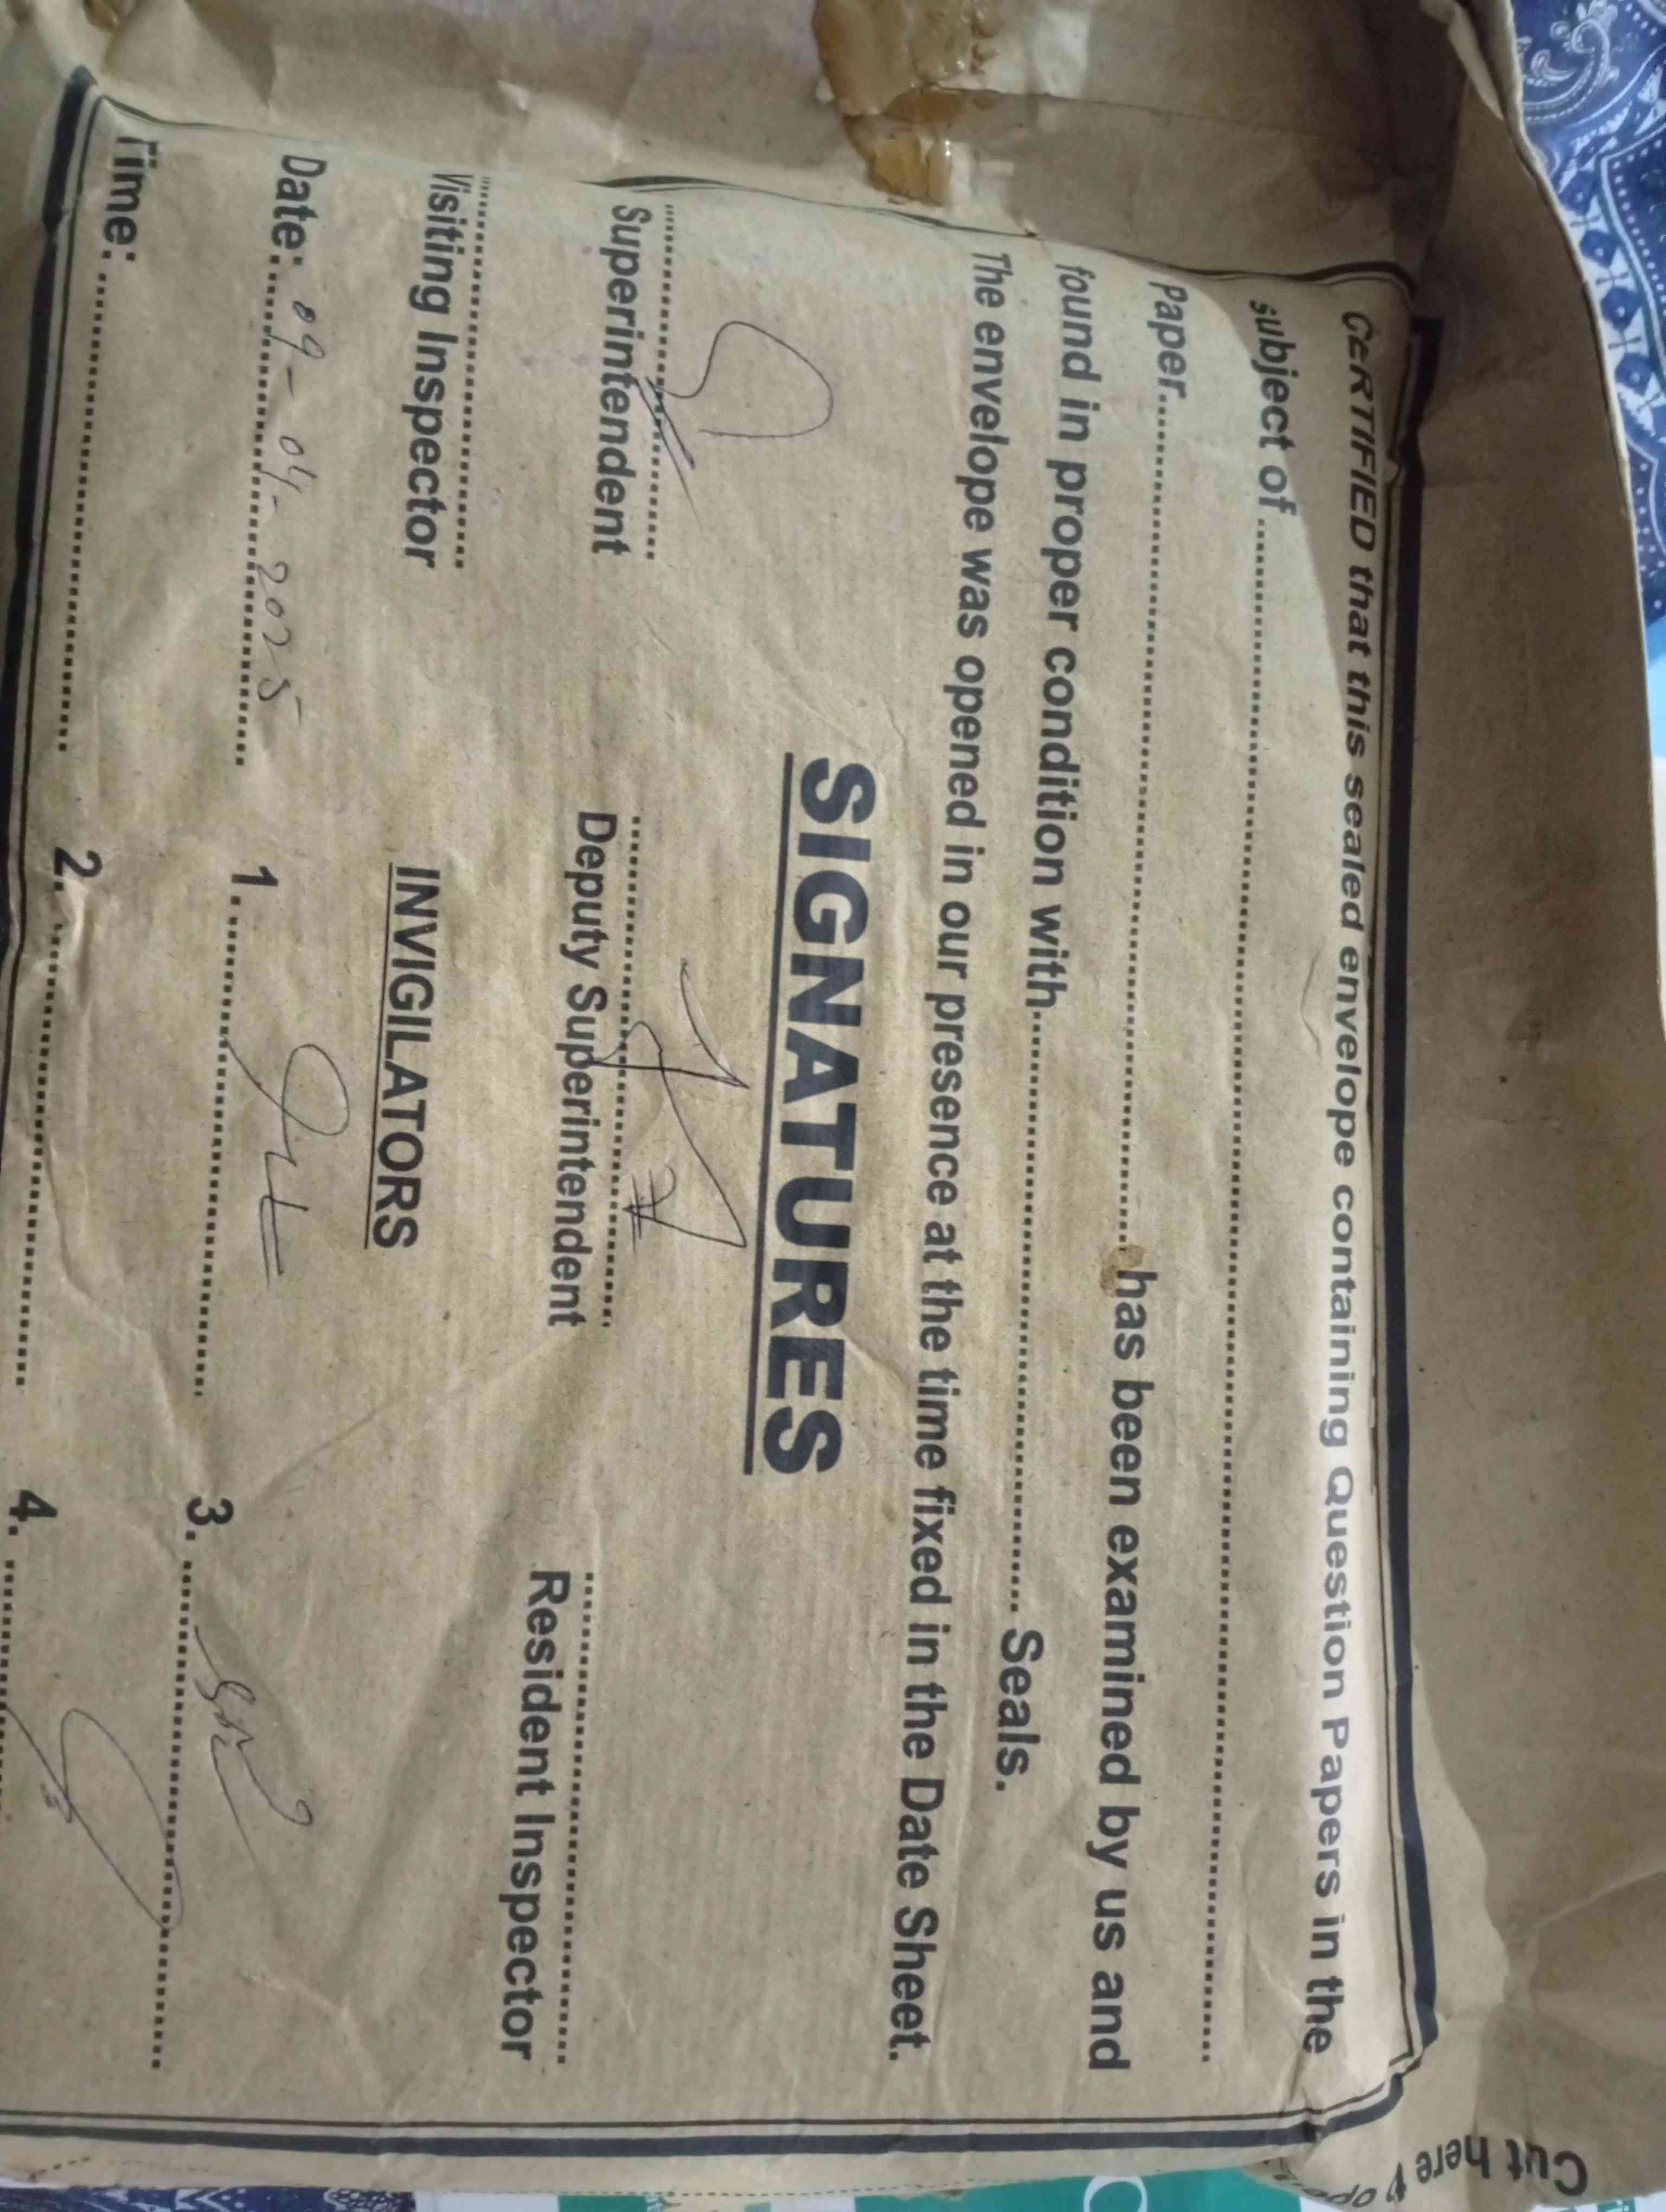 Cut here
CERTIFIED that this sealed envelope containing Question Papers in the
subject of ........................................
Paper........................................has been examined by us and
found in proper condition with........................................ Seals.
The envelope was opened in our presence at the time fixed in the Date Sheet.
SIGNATURES
Superintendent Deputy Superintendent Resident Inspector
Visiting Inspector
INVIGILATORS
Date: 09-04-2025 1. 3.
Time: 2. 4.